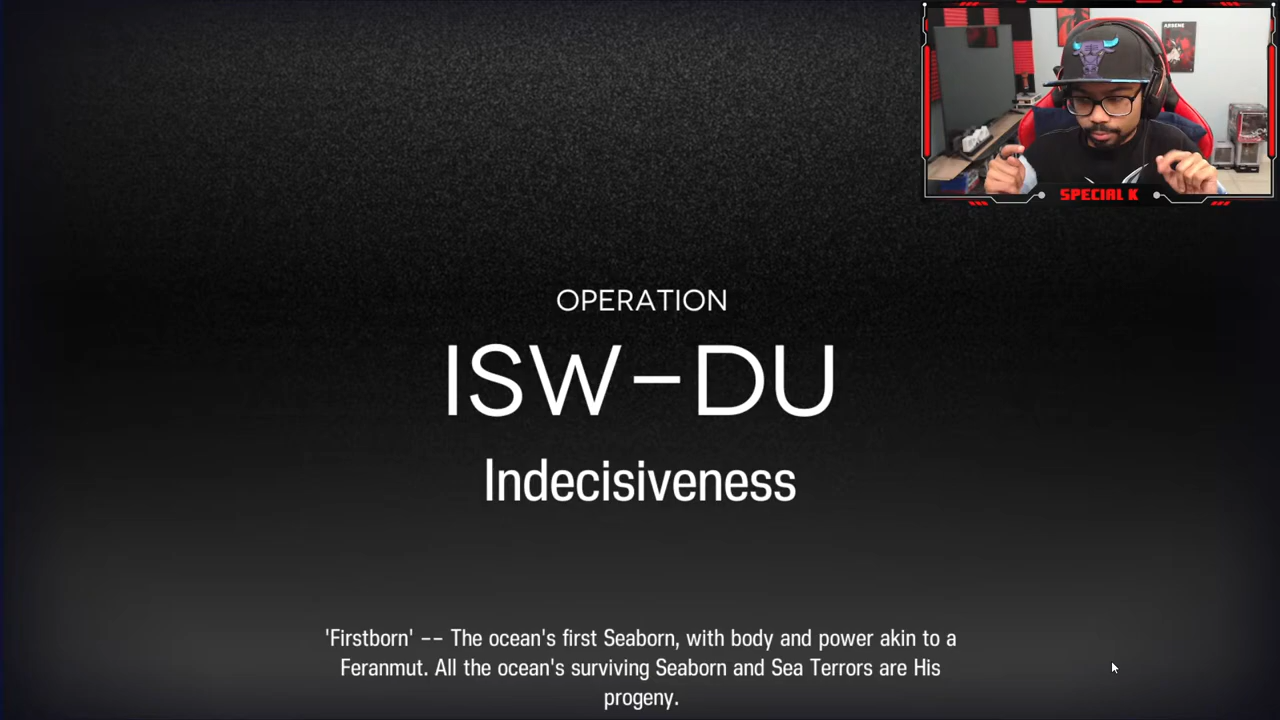 ARSENE
SPECIAL K
OPERATION
ISW-DU
Indecisiveness
'Firstborn' -- The ocean's first Seaborn, with body and power akin to a
Feranmut. All the ocean's surviving Seaborn and Sea Terrors are His
progeny.